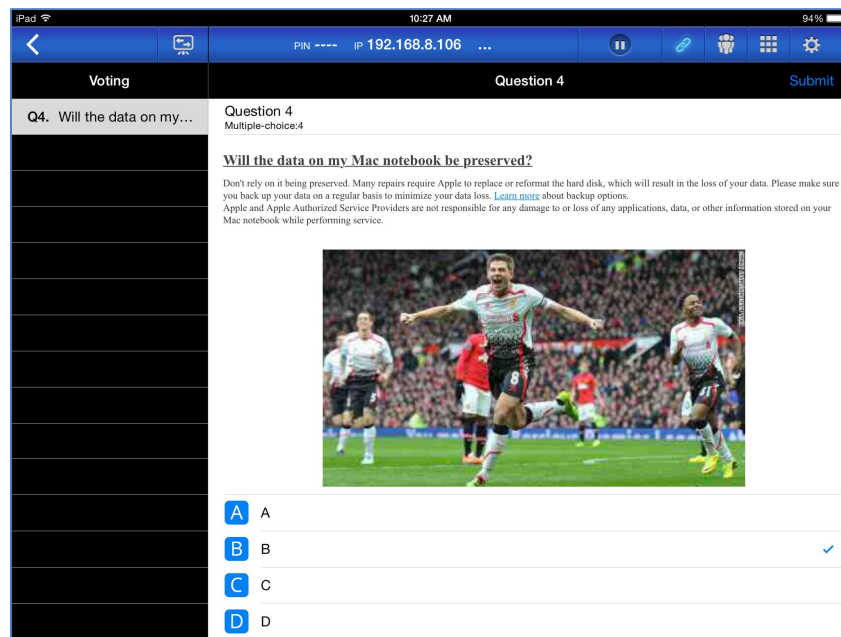 iPad 10:27 AM 94%
PIN ---- IP 192.168.8.106 ...
Voting Question 4 Submit
Q4. Will the data on my...
Question 4
Multiple-choice:4
Will the data on my Mac notebook be preserved?
Don't rely on it being preserved. Many repairs require Apple to replace or reformat the hard disk, which will result in the loss of your data. Please make sure
you back up your data on a regular basis to minimize your data loss. Learn more about backup options.
Apple and Apple Authorized Service Providers are not responsible for any damage to or loss of any applications, data, or other information stored on your
Mac notebook while performing service.
8
A A
B B
C C
D D